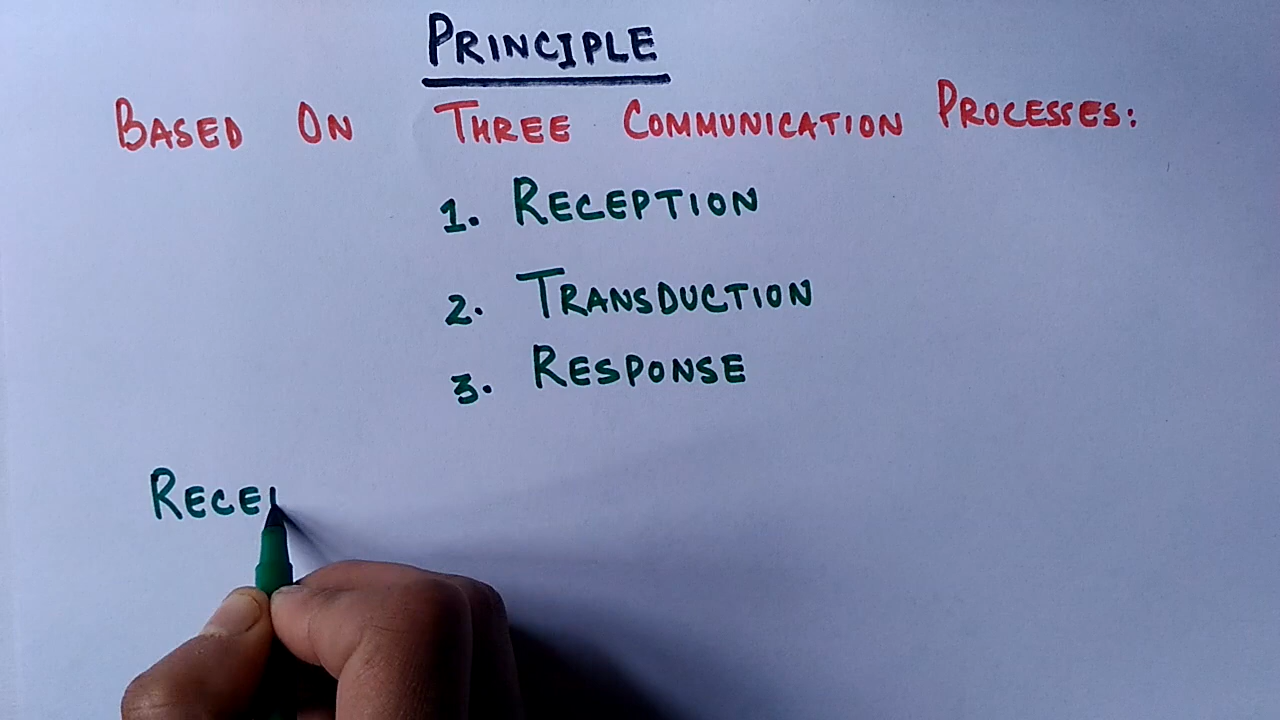 PRINCIPLE
BASED ON THREE COMMUNICATION PROCESSES:
1. RECEPTION
2. TRANSDUCTION
3. RESPONSE
RECE